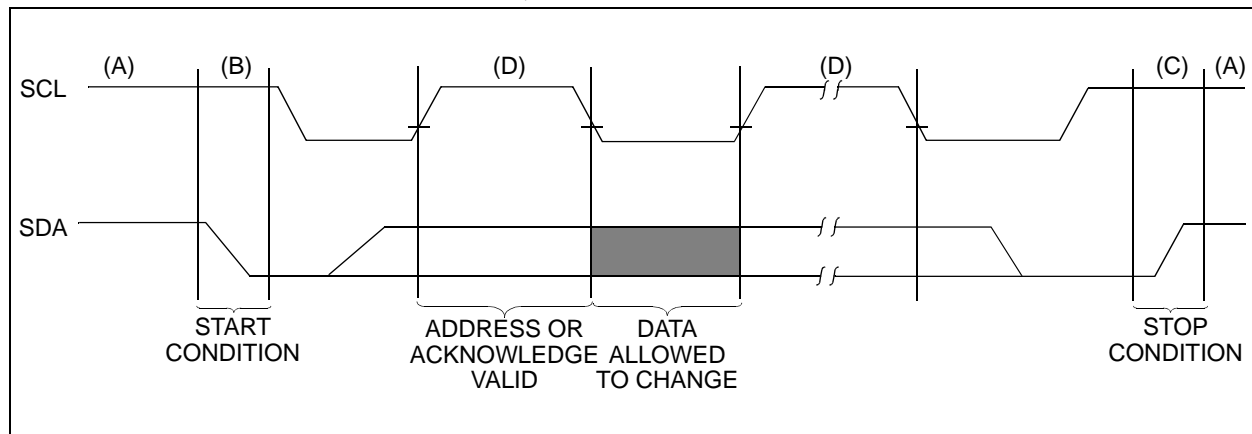 (A) (B) (D) (D) (C) (A)
SCL
SDA
START
CONDITION
ADDRESS OR
ACKNOWLEDGE
VALID
DATA
ALLOWED
TO CHANGE
STOP
CONDITION